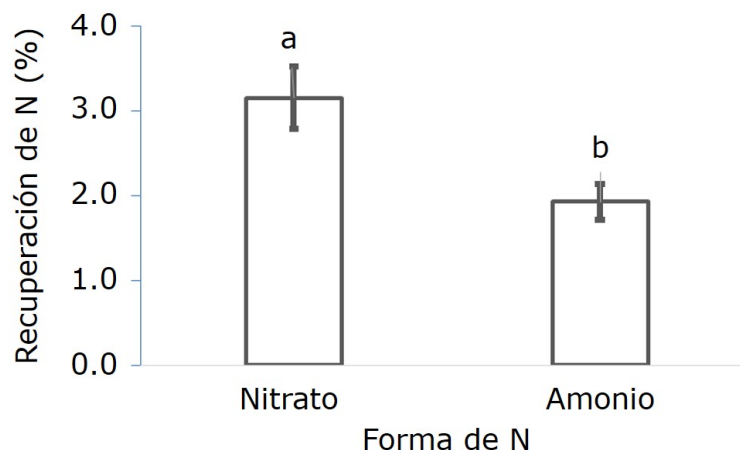 Recuperación de N (%)
4.0
3.0
2.0
1.0
0.0
a
b
Nitrato
Amonio
Forma de N